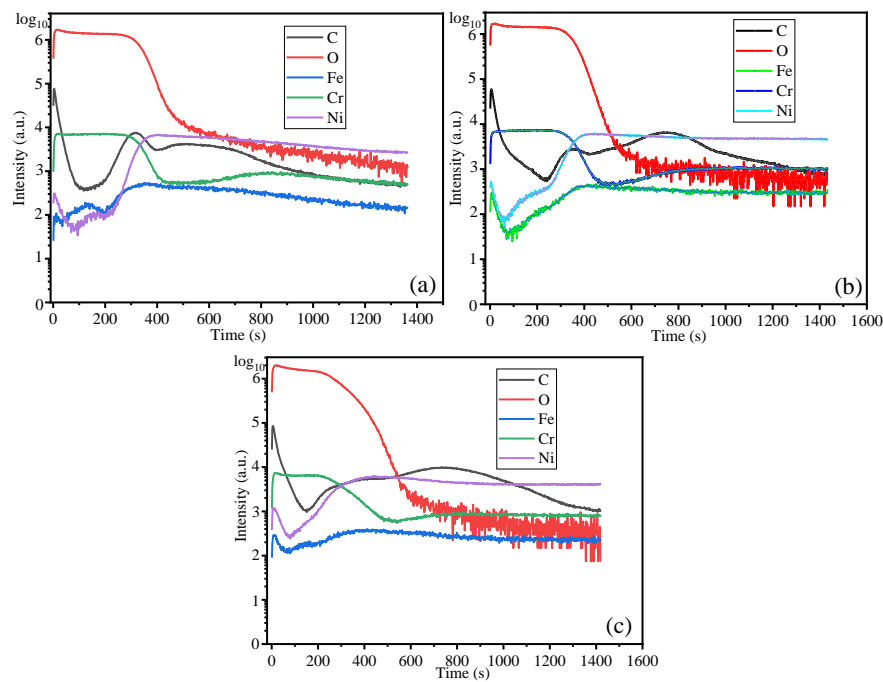 log10
6
5
4
3
2
1
0
Intensity (a.u.)
C
O
Fe
Cr
Ni
(a)
0 200 400 600 800 1000 1200 1400
Time (s)
log10
6
5
4
3
2
1
0
Intensity (a.u.)
C
O
Fe
Cr
Ni
(b)
0 200 400 600 800 1000 1200 1400 1600
Time (s)
log10
6
5
4
3
2
1
0
Intensity (a.u.)
C
O
Fe
Cr
Ni
(c)
0 200 400 600 800 1000 1200 1400 1600
Time (s)